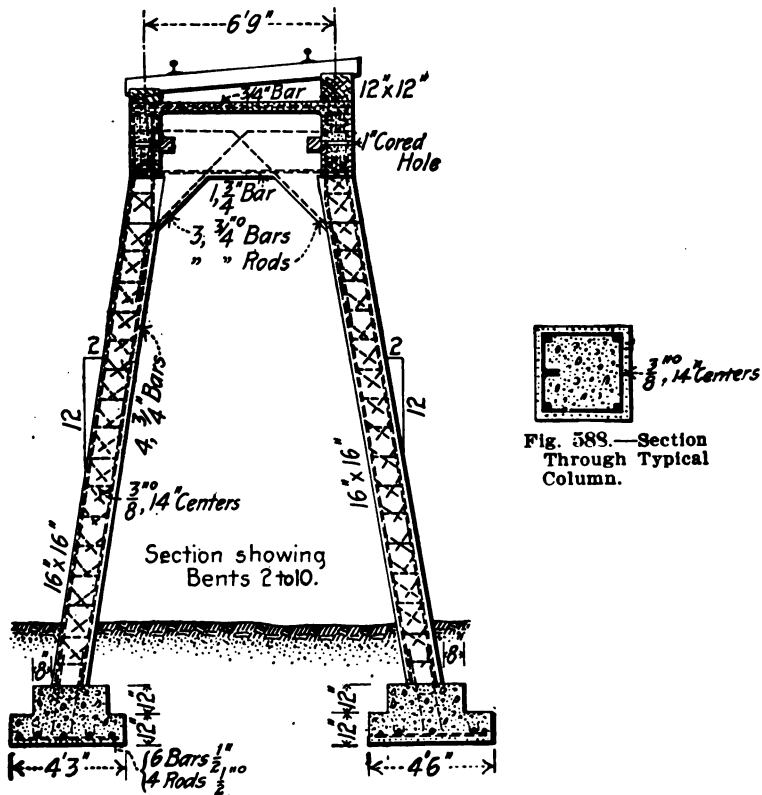 6'9"
3/4" Bar
12"x12"
1" Cored
Hole
1, 3/4" Bar
3, 3/4"º Bars
" " Rods
2
12
4, 3/4" Bars
2
12
3/8"º, 14" Centers
16" x 16"
16" x 16"
3/8"º, 14" Centers
Fig. 588.—Section
Through Typical
Column.
Section showing
Bents 2 to 10.
8"
8"
12" 12"
12" 12"
4'3"
6 Bars 1/2"
4 Rods 1/2"º
4'6"